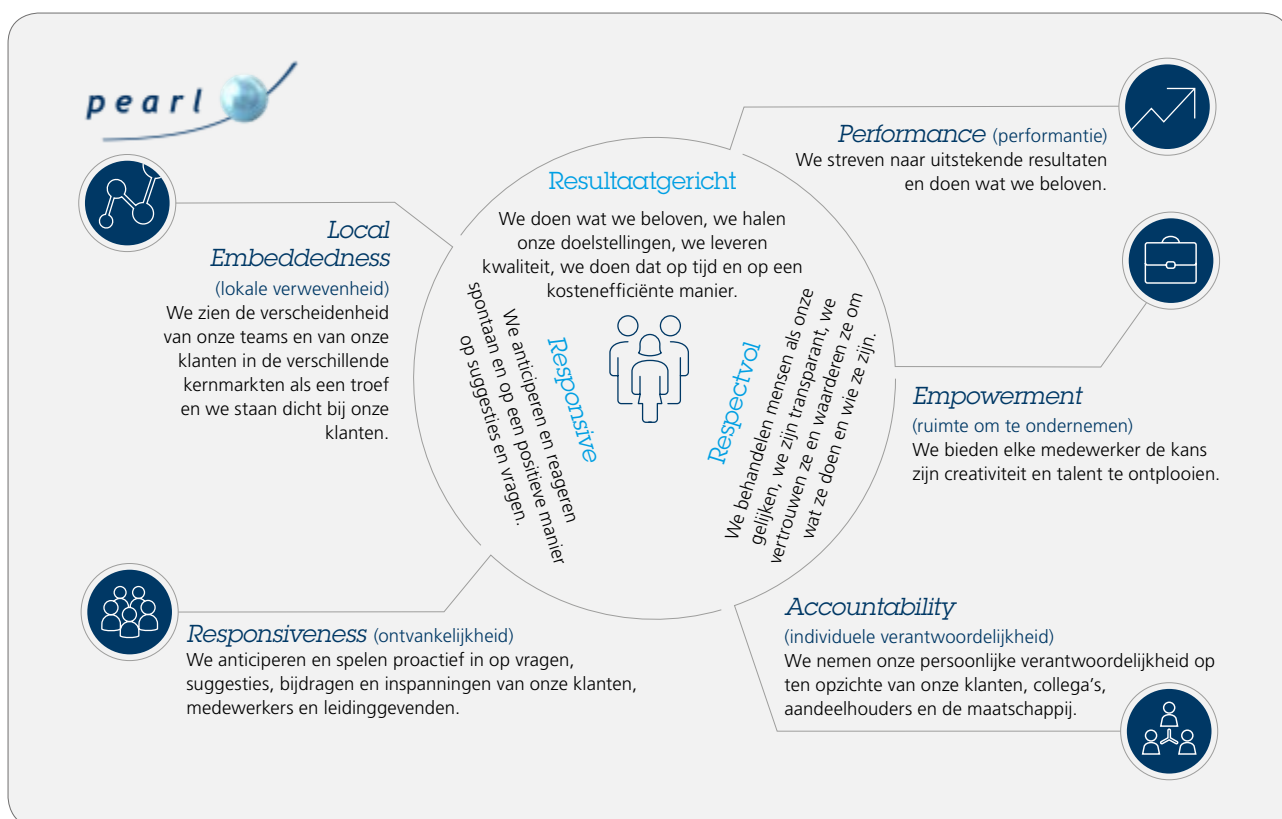 pearl
Performance (performantie)
We streven naar uitstekende resultaten
en doen wat we beloven.
Empowerment
(ruimte om te ondernemen)
We bieden elke medewerker de kans
zijn creativiteit en talent te ontplooien.
Accountability
(individuele verantwoordelijkheid)
We nemen onze persoonlijke verantwoordelijkheid op
ten opzichte van onze klanten, collega's,
aandeelhouders en de maatschappij.
Responsiveness (ontvankelijkheid)
We anticiperen en spelen proactief in op vragen,
suggesties, bijdragen en inspanningen van onze klanten,
medewerkers en leidinggevenden.
Local
Embeddedness
(lokale verwevenheid)
We zien de verscheidenheid
van onze teams en van onze
klanten in de verschillende
kernmarkten als een troef
en we staan dicht bij onze
klanten.
Resultaatgericht
We doen wat we beloven, we halen
onze doelstellingen, we leveren
kwaliteit, we doen dat op tijd en op een
kostenefficiënte manier.
Responsive
We anticiperen en reageren
spontaan en op een positieve manier
op suggesties en vragen.
Respectvol
We behandelen mensen als onze
gelijken, we zijn transparant, we
vertrouwen ze en waarderen ze om
wat ze doen en wie ze zijn.